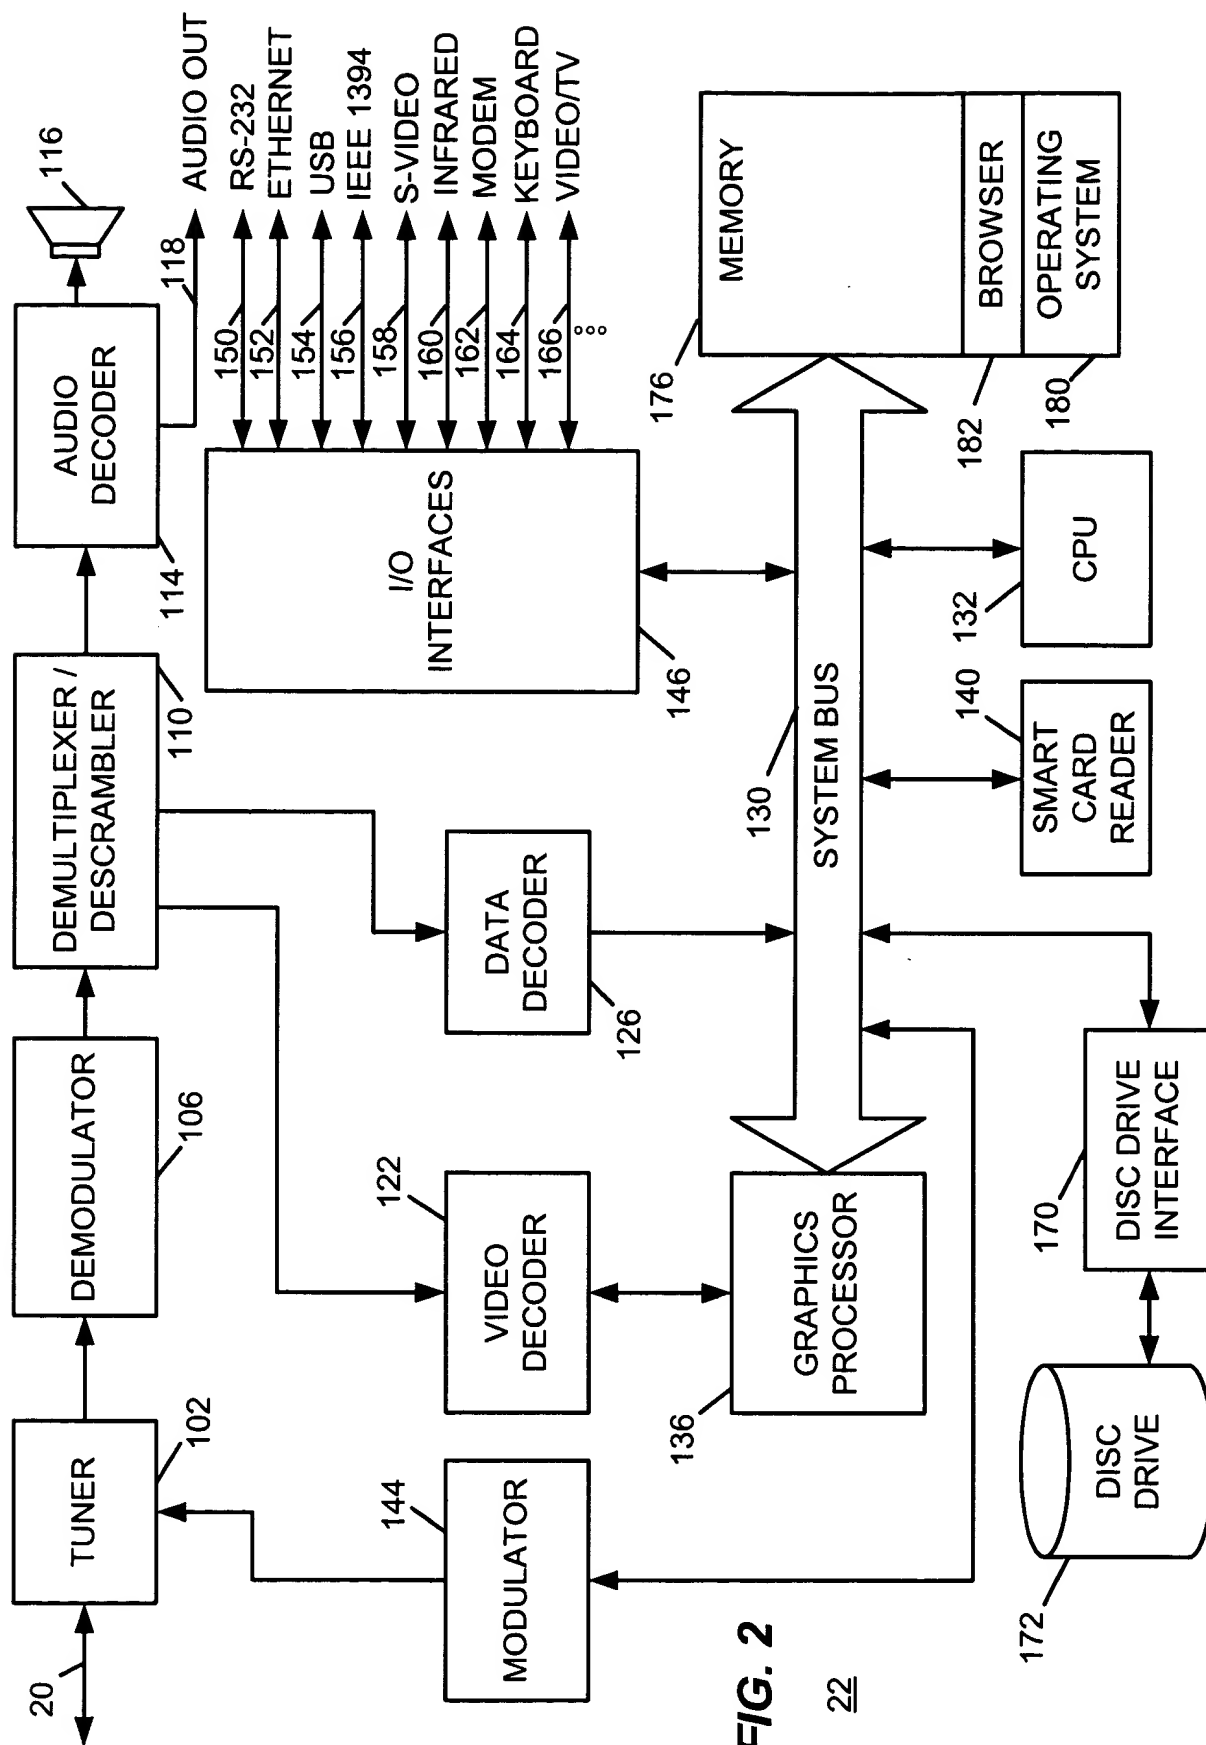 20
TUNER
102
DEMODULATOR
106
DEMULTIPLEXER /
DESCRAMBLER
110
AUDIO
DECODER
114
116
118
AUDIO OUT
RS-232
ETHERNET
USB
IEEE 1394
S-VIDEO
INFRARED
MODEM
KEYBOARD
VIDEO/TV
150
152
154
156
158
160
162
164
166
I/O
INTERFACES
146
MODULATOR
144
VIDEO
DECODER
122
DATA
DECODER
126
GRAPHICS
PROCESSOR
136
SYSTEM BUS
130
MEMORY
176
BROWSER
182
OPERATING
SYSTEM
180
CPU
132
SMART
CARD
READER
140
DISC DRIVE
INTERFACE
170
DISC
DRIVE
172
FIG. 2
22